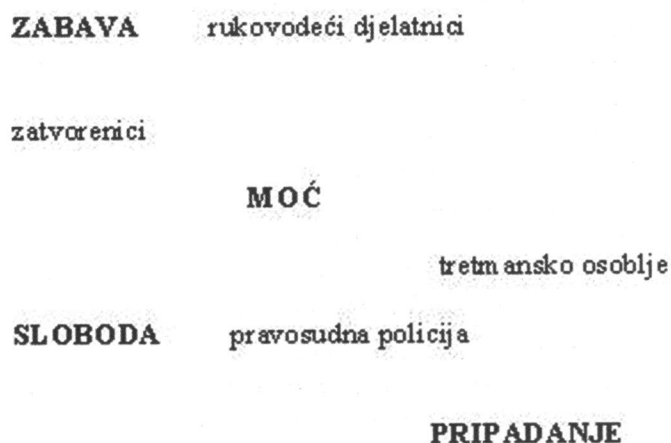 ZABAVA rukovodeći djelatnici
zatvorenici
MOĆ
tretmansko osoblje
SLOBODA pravosudna policija
PRIPADANJE